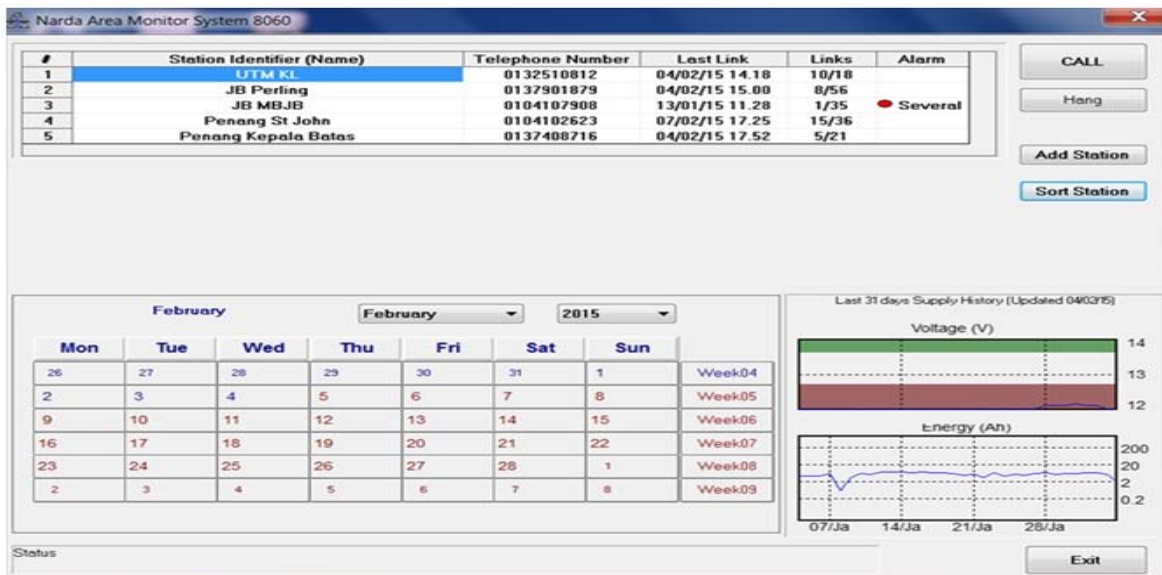 Narda Area Monitor System 8060
# Station Identifier (Name) Telephone Number Last Link Links Alarm
1 UTM KL 0132510812 04/02/15 14.18 10/18
2 JB Perling 0137901879 04/02/15 15.00 8/56
3 JB MBJB 0104107908 13/01/15 11.28 1/35 Several
4 Penang St John 0104102623 07/02/15 17.25 15/36
5 Penang Kepala Batas 0137408716 04/02/15 17.52 5/21
CALL
Hang
Add Station
Sort Station
February February 2015
Mon Tue Wed Thu Fri Sat Sun
26 27 28 29 30 31 1 Week04
2 3 4 5 6 7 8 Week05
9 10 11 12 13 14 15 Week06
16 17 18 19 20 21 22 Week07
23 24 25 26 27 28 1 Week08
2 3 4 5 6 7 8 Week09
Last 31 days Supply History (Updated 04/02/15)
Voltage (V)
14
13
12
Energy (Ah)
200
20
2
0.2
07/Ja 14/Ja 21/Ja 28/Ja
Status
Exit